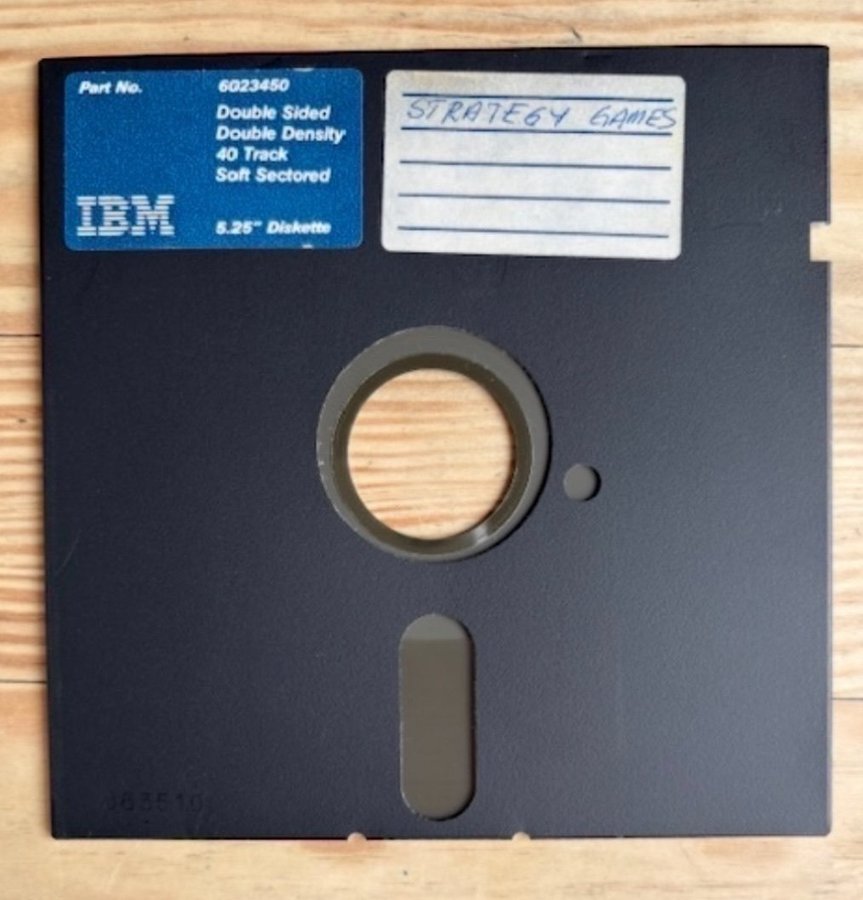 Part No. 6023450
Double Sided
Double Density
40 Track
Soft Sectored
IBM
5.25" Diskette
STRATEGY GAMES